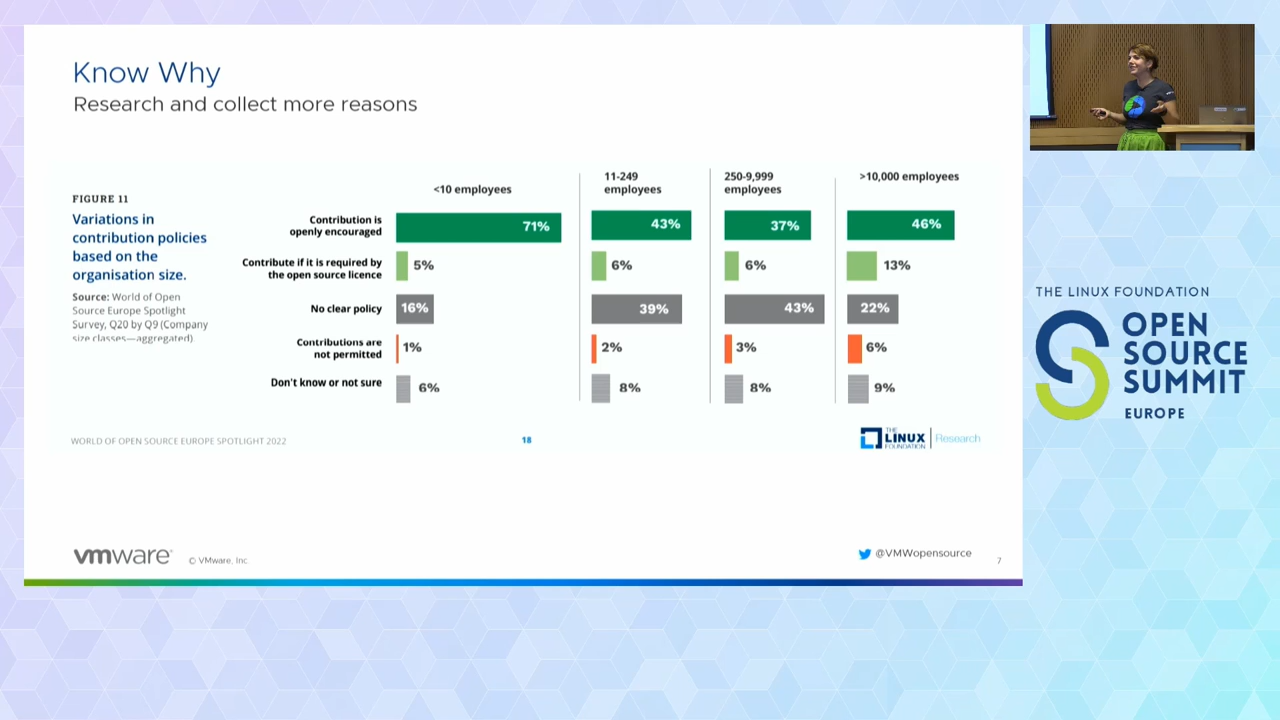 Know Why
Research and collect more reasons
FIGURE 11
Variations in
contribution policies
based on the
organisation size.
Source: World of Open
Source Europe Spotlight
Survey, Q20 by Q9 (Company
size classes—aggregated)
<10 employees
11-249
employees
250-9,999
employees
>10,000 employees
Contribution is
openly encouraged
71%
43%
37%
46%
Contribute if it is required by
the open source licence
5%
6%
6%
13%
No clear policy
16%
39%
43%
22%
Contributions are
not permitted
1%
2%
3%
6%
Don't know or not sure
6%
8%
8%
9%
WORLD OF OPEN SOURCE EUROPE SPOTLIGHT 2022
18
THE
LINUX
FOUNDATION
Research
vmware
© VMware, Inc.
@VMWopensource
7
THE LINUX FOUNDATION
OPEN
SOURCE
SUMMIT
EUROPE